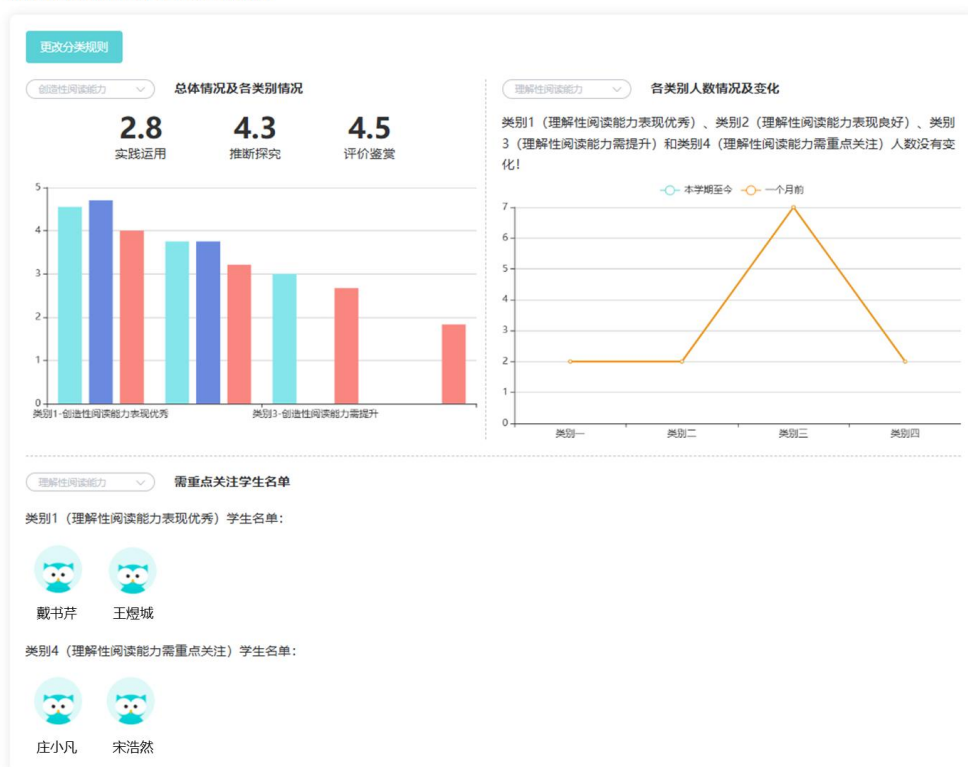 更改分类规则
创造性阅读能力
总体情况及各类别情况
2.8
4.3
4.5
实践运用
推断探究
评价鉴赏
5
4
3
2
1
0
类别1-创造性阅读能力表现优秀
类别3-创造性阅读能力需提升
理解性阅读能力
各类别人数情况及变化
类别1（理解性阅读能力表现优秀）、类别2（理解性阅读能力表现良好）、类别
3（理解性阅读能力需提升）和类别4（理解性阅读能力需重点关注）人数没有变
化!
本学期至今
一个月前
7
6
5
4
3
2
1
0
类别一
类别二
类别三
类别四
理解性阅读能力
需重点关注学生名单
类别1（理解性阅读能力表现优秀）学生名单：
戴书芹
王煜城
类别4（理解性阅读能力需重点关注）学生名单：
庄小凡
宋浩然